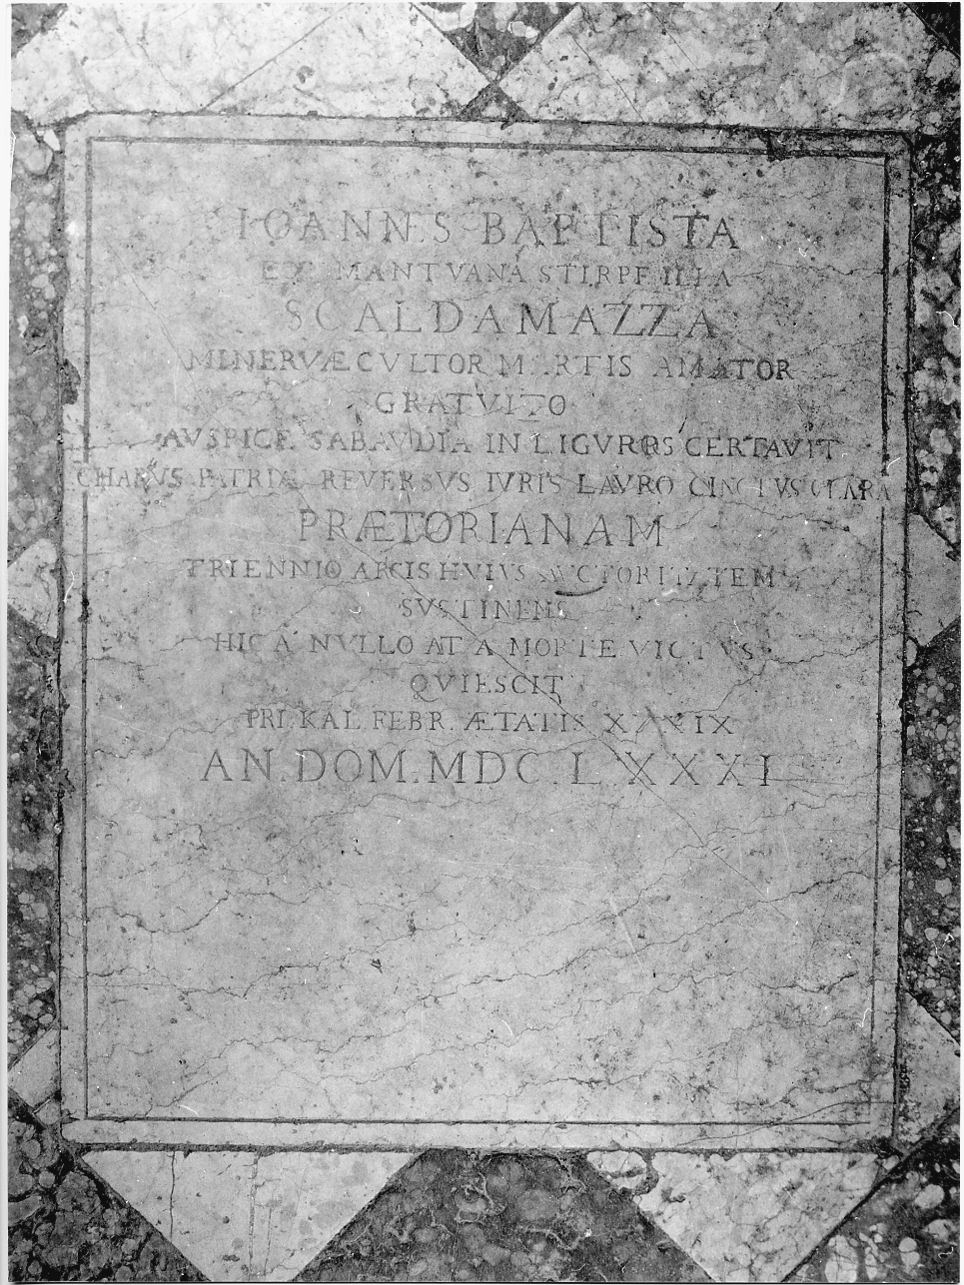 IOANNES BAPTISTA
EX MANTVANA STIRPE ILLA
SCALDAMAZZA
MINERVÆ CVLTOR MARTIS AMATOR
GRATVITO
AVSPICE SABAVDIA IN LIGVROS CERTAVIT
CHARVS PATRIÆ REVERSVS IVRIS LAVRO CINCTVS CLARA
PRÆTORIANAM
TRIENNIO ARCIS HVIVS AVCTORITATEM
SVSTINENS
HIC A NVLLO AT A MORTE VICTVS
QVIESCIT
PRI. KAL. FEBR. ÆTATIS
AN. DOM. MDC. LXXXI